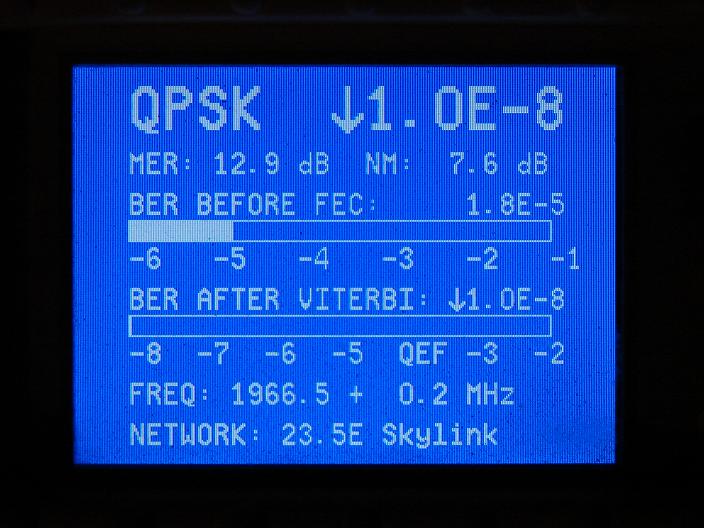 QPSK ↓1.0E-8
MER: 12.9 dB NM: 7.6 dB
BER BEFORE FEC: 1.8E-5
-6 -5 -4 -3 -2 -1
BER AFTER VITERBI: ↓1.0E-8
-8 -7 -6 -5 QEF -3 -2
FREQ: 1966.5 + 0.2 MHz
NETWORK: 23.5E Skylink